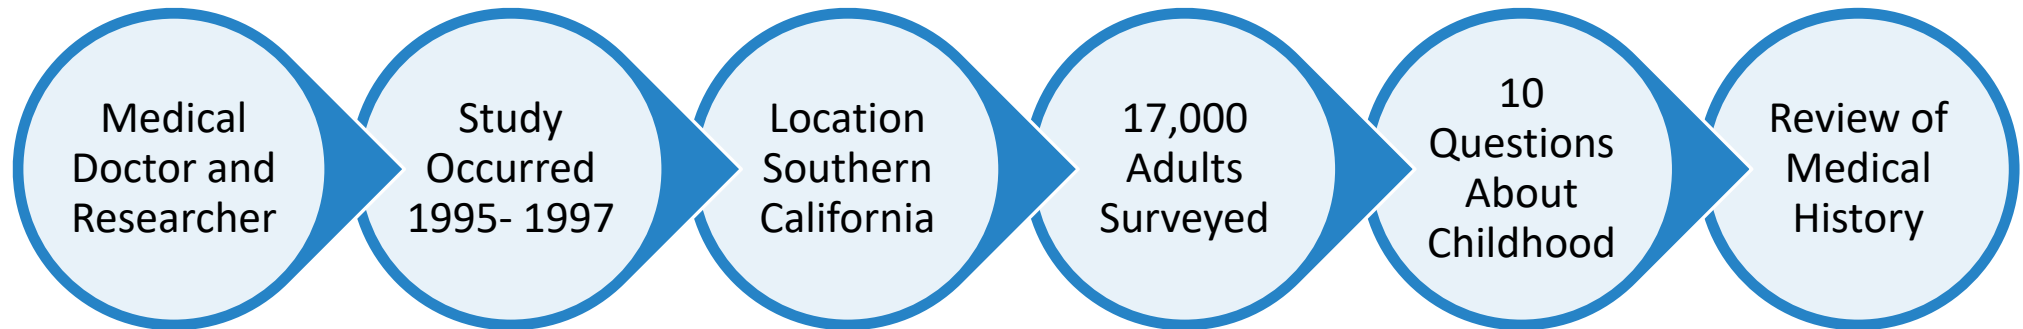 Medical
Doctor and
Researcher
Study
Occurred
1995- 1997
Location
Southern
California
17,000
Adults
Surveyed
10
Questions
About
Childhood
Review of
Medical
History